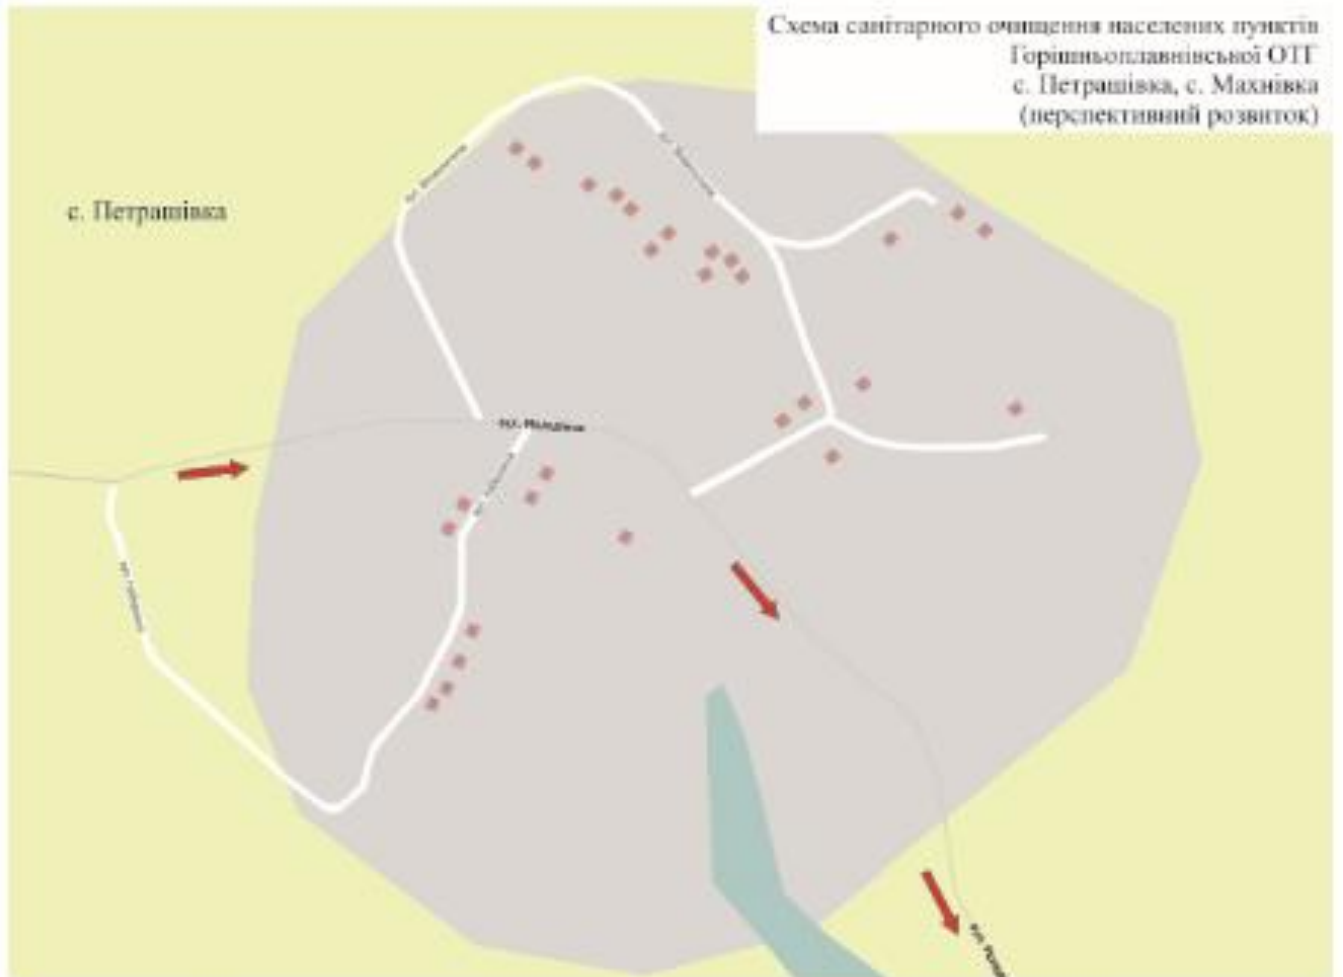 Схема санітарного очищення населених пунктів
Горішньоплавнівської ОТГ
с. Петрашівка, с. Махнівка
(перспективний розвиток)
с. Петрашівка
вул. Молодіжна